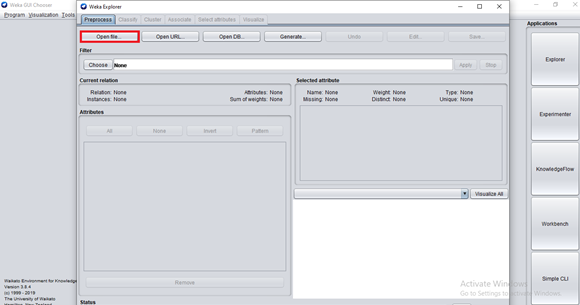 Weka GUI Chooser
Program Visualization Tools
Weka Explorer
Preprocess Classify Cluster Associate Select attributes Visualize
Open file... Open URL... Open DB... Generate... Undo Edit... Save...
Filter
Choose None Apply Stop
Current relation
Relation: None Attributes: None
Instances: None Sum of weights: None
Selected attribute
Name: None Weight: None Type: None
Missing: None Distinct: None Unique: None
Attributes
All None Invert Pattern
Visualize All
Remove
Status
Applications
Explorer
Experimenter
KnowledgeFlow
Workbench
Simple CLI
Waikato Environment for Knowledge
Version 3.8.4
(c) 1999 - 2019
The University of Waikato
Hamilton, New Zealand
Activate Windows
Go to Settings to activate Windows.